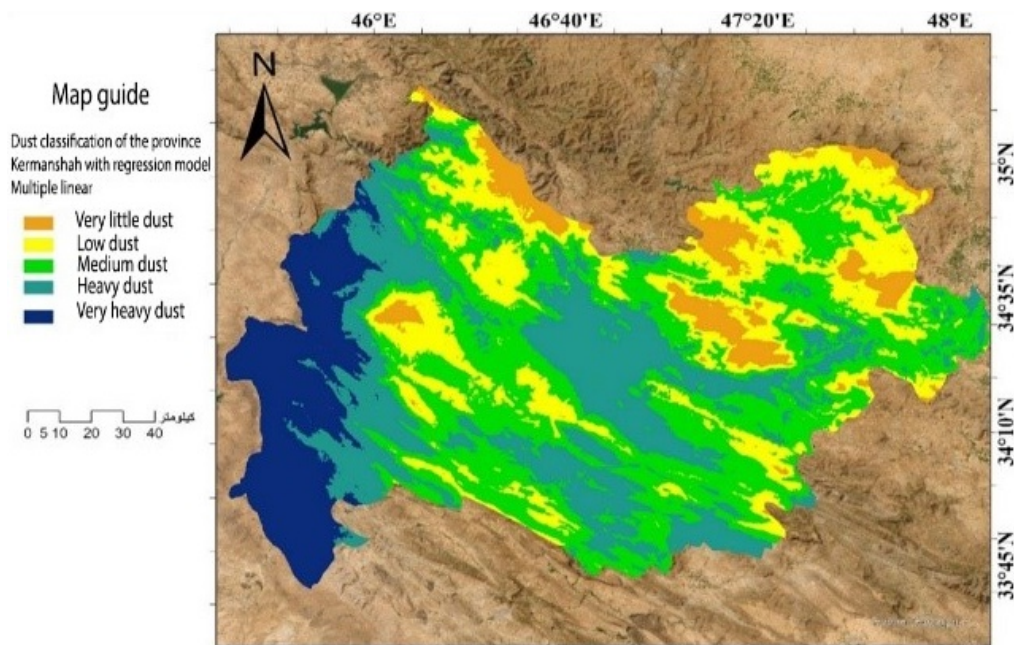 46°E 46°40'E 47°20'E 48°E
N
Map guide
Dust classification of the province
Kermanshah with regression model
Multiple linear
Very little dust
Low dust
Medium dust
Heavy dust
Very heavy dust
کیلومتر
0 5 10 20 30 40
35°N
34°35'N
34°10'N
33°45'N